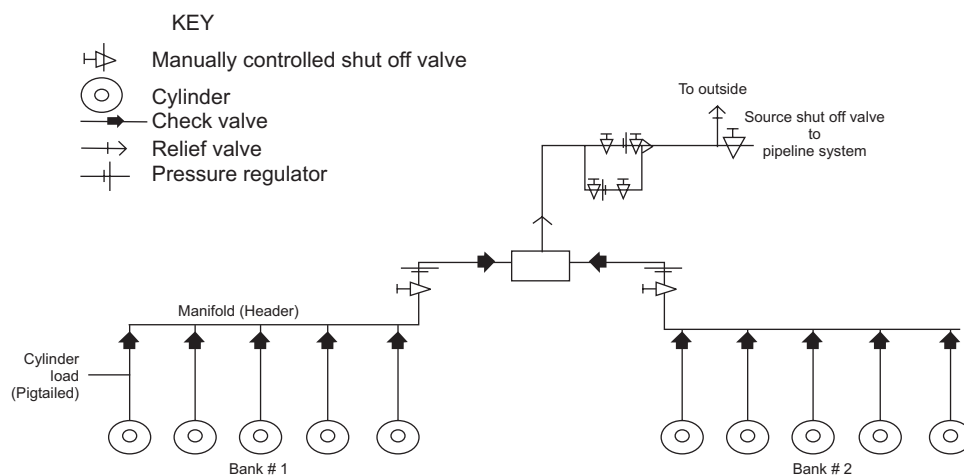 KEY
Manually controlled shut off valve
Cylinder
Check valve
Relief valve
Pressure regulator
To outside
Source shut off valve
to
pipeline system
Manifold (Header)
Cylinder
load
(Pigtailed)
Bank # 1
Bank # 2